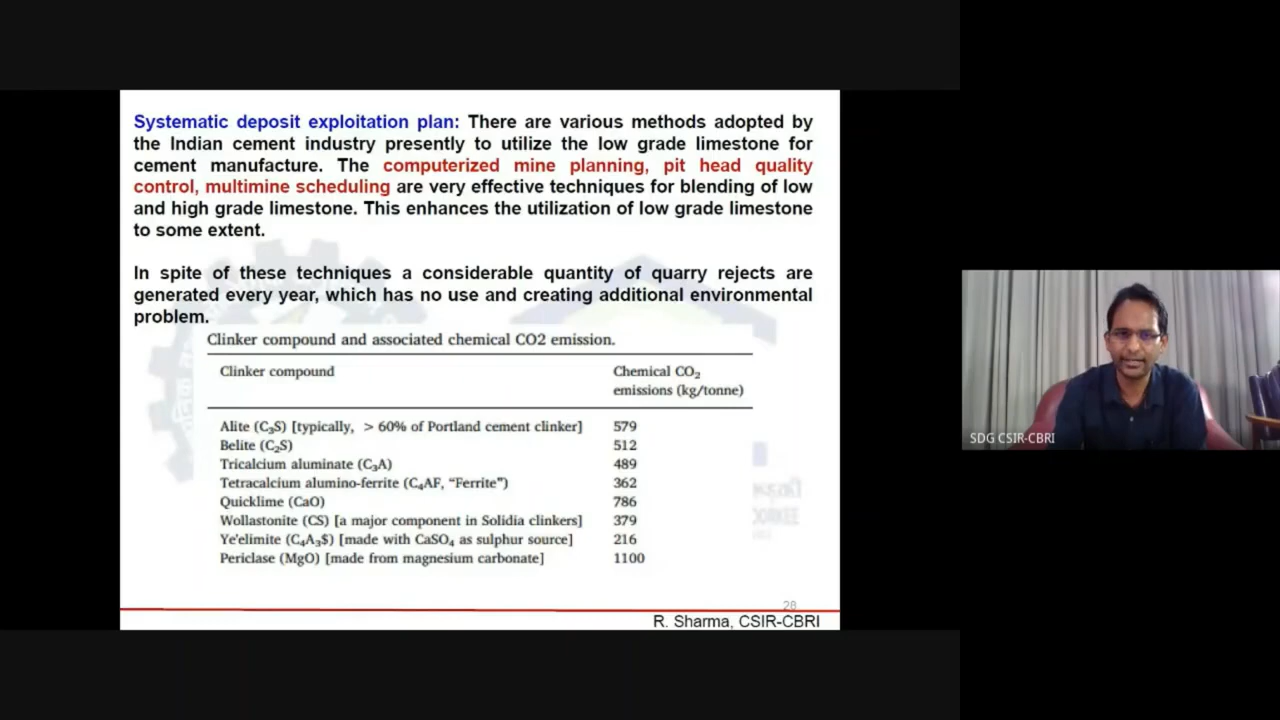 Systematic deposit exploitation plan: There are various methods adopted by
the Indian cement industry presently to utilize the low grade limestone for
cement manufacture. The computerized mine planning, pit head quality
control, multimine scheduling are very effective techniques for blending of low
and high grade limestone. This enhances the utilization of low grade limestone
to some extent.
In spite of these techniques a considerable quantity of quarry rejects are
generated every year, which has no use and creating additional environmental
problem.
Clinker compound and associated chemical CO2 emission.
Clinker compound Chemical CO₂
emissions (kg/tonne)
Alite (C₃S) [typically, > 60% of Portland cement clinker] 579
Belite (C₂S) 512
Tricalcium aluminate (C₃A) 489
Tetracalcium alumino-ferrite (C₄AF, “Ferrite”) 362
Quicklime (CaO) 786
Wollastonite (CS) [a major component in Solidia clinkers] 379
Ye'elimite (C₄A₃$) [made with CaSO₄ as sulphur source] 216
Periclase (MgO) [made from magnesium carbonate] 1100
28
R. Sharma, CSIR-CBRI
SDG CSIR-CBRI